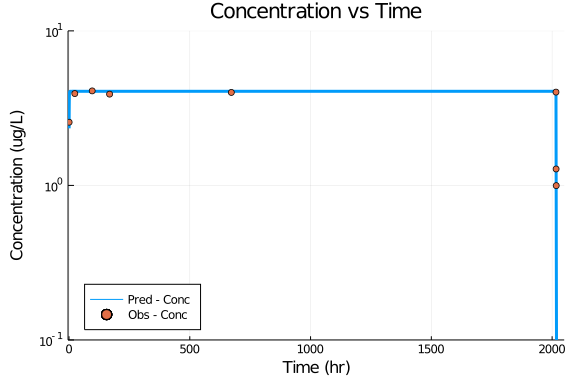 Concentration vs Time
10^1
10^0
10^-1
Concentration (ug/L)
Pred - Conc
Obs - Conc
0 500 1000 1500 2000
Time (hr)